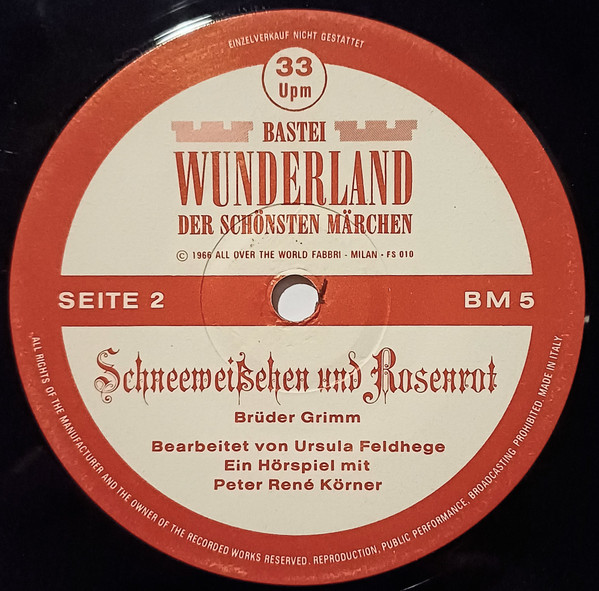 EINZELVERKAUF NICHT GESTATTET
33
Upm
BASTEI
WUNDERLAND
DER SCHÖNSTEN MÄRCHEN
© 1966 ALL OVER THE WORLD FABBRI - MILAN - FS 010
SEITE 2
BM 5
Schneeweißchen und Rosenrot
Brüder Grimm
Bearbeitet von Ursula Feldhege
Ein Hörspiel mit
Peter René Körner
ALL RIGHTS OF THE MANUFACTURER AND THE OWNER OF THE RECORDED WORKS RESERVED. REPRODUCTION, PUBLIC PERFORMANCE, BROADCASTING PROHIBITED. MADE IN ITALY